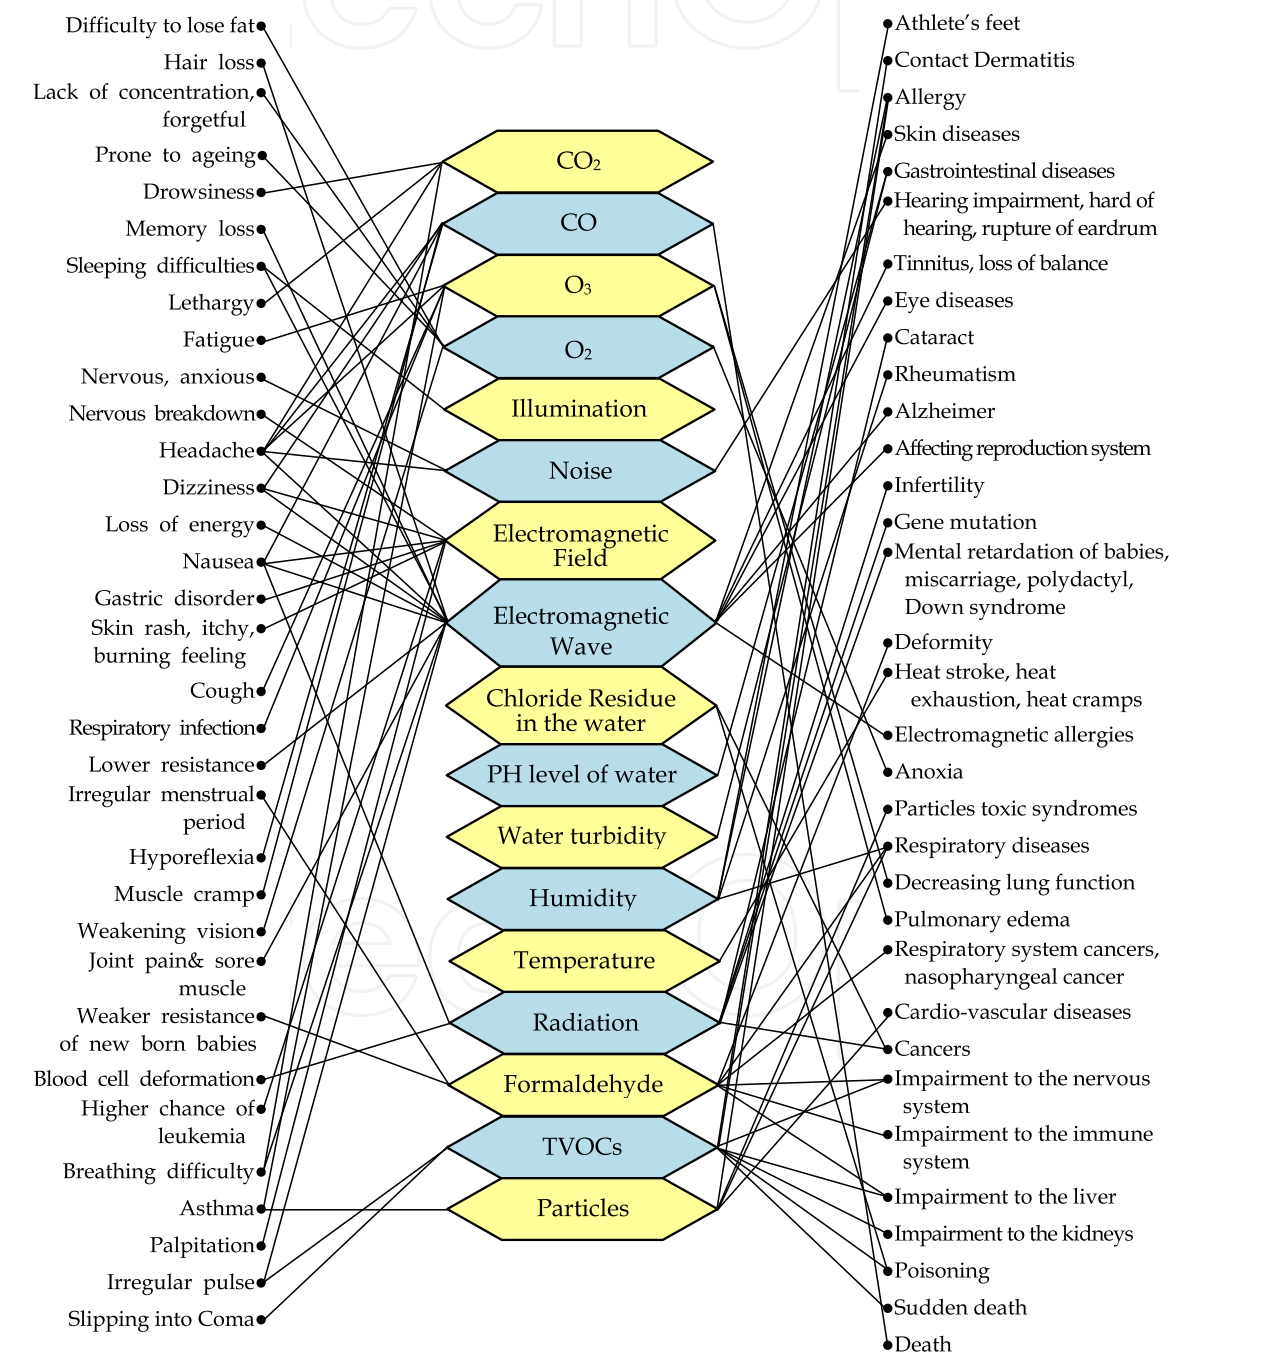 Difficulty to lose fat
Hair loss
Lack of concentration,
forgetful
Prone to ageing
Drowsiness
Memory loss
Sleeping difficulties
Lethargy
Fatigue
Nervous, anxious
Nervous breakdown
Headache
Dizziness
Loss of energy
Nausea
Gastric disorder
Skin rash, itchy,
burning feeling
Cough
Respiratory infection
Lower resistance
Irregular menstrual
period
Hyporeflexia
Muscle cramp
Weakening vision
Joint pain& sore
muscle
Weaker resistance
of new born babies
Blood cell deformation
Higher chance of
leukemia
Breathing difficulty
Asthma
Palpitation
Irregular pulse
Slipping into Coma
CO₂
CO
O₃
O₂
Illumination
Noise
Electromagnetic
Field
Electromagnetic
Wave
Chloride Residue
in the water
PH level of water
Water turbidity
Humidity
Temperature
Radiation
Formaldehyde
TVOCs
Particles
Athlete’s feet
Contact Dermatitis
Allergy
Skin diseases
Gastrointestinal diseases
Hearing impairment, hard of
hearing, rupture of eardrum
Tinnitus, loss of balance
Eye diseases
Cataract
Rheumatism
Alzheimer
Affecting reproduction system
Infertility
Gene mutation
Mental retardation of babies,
miscarriage, polydactyl,
Down syndrome
Deformity
Heat stroke, heat
exhaustion, heat cramps
Electromagnetic allergies
Anoxia
Particles toxic syndromes
Respiratory diseases
Decreasing lung function
Pulmonary edema
Respiratory system cancers,
nasopharyngeal cancer
Cardio-vascular diseases
Cancers
Impairment to the nervous
system
Impairment to the immune
system
Impairment to the liver
Impairment to the kidneys
Poisoning
Sudden death
Death